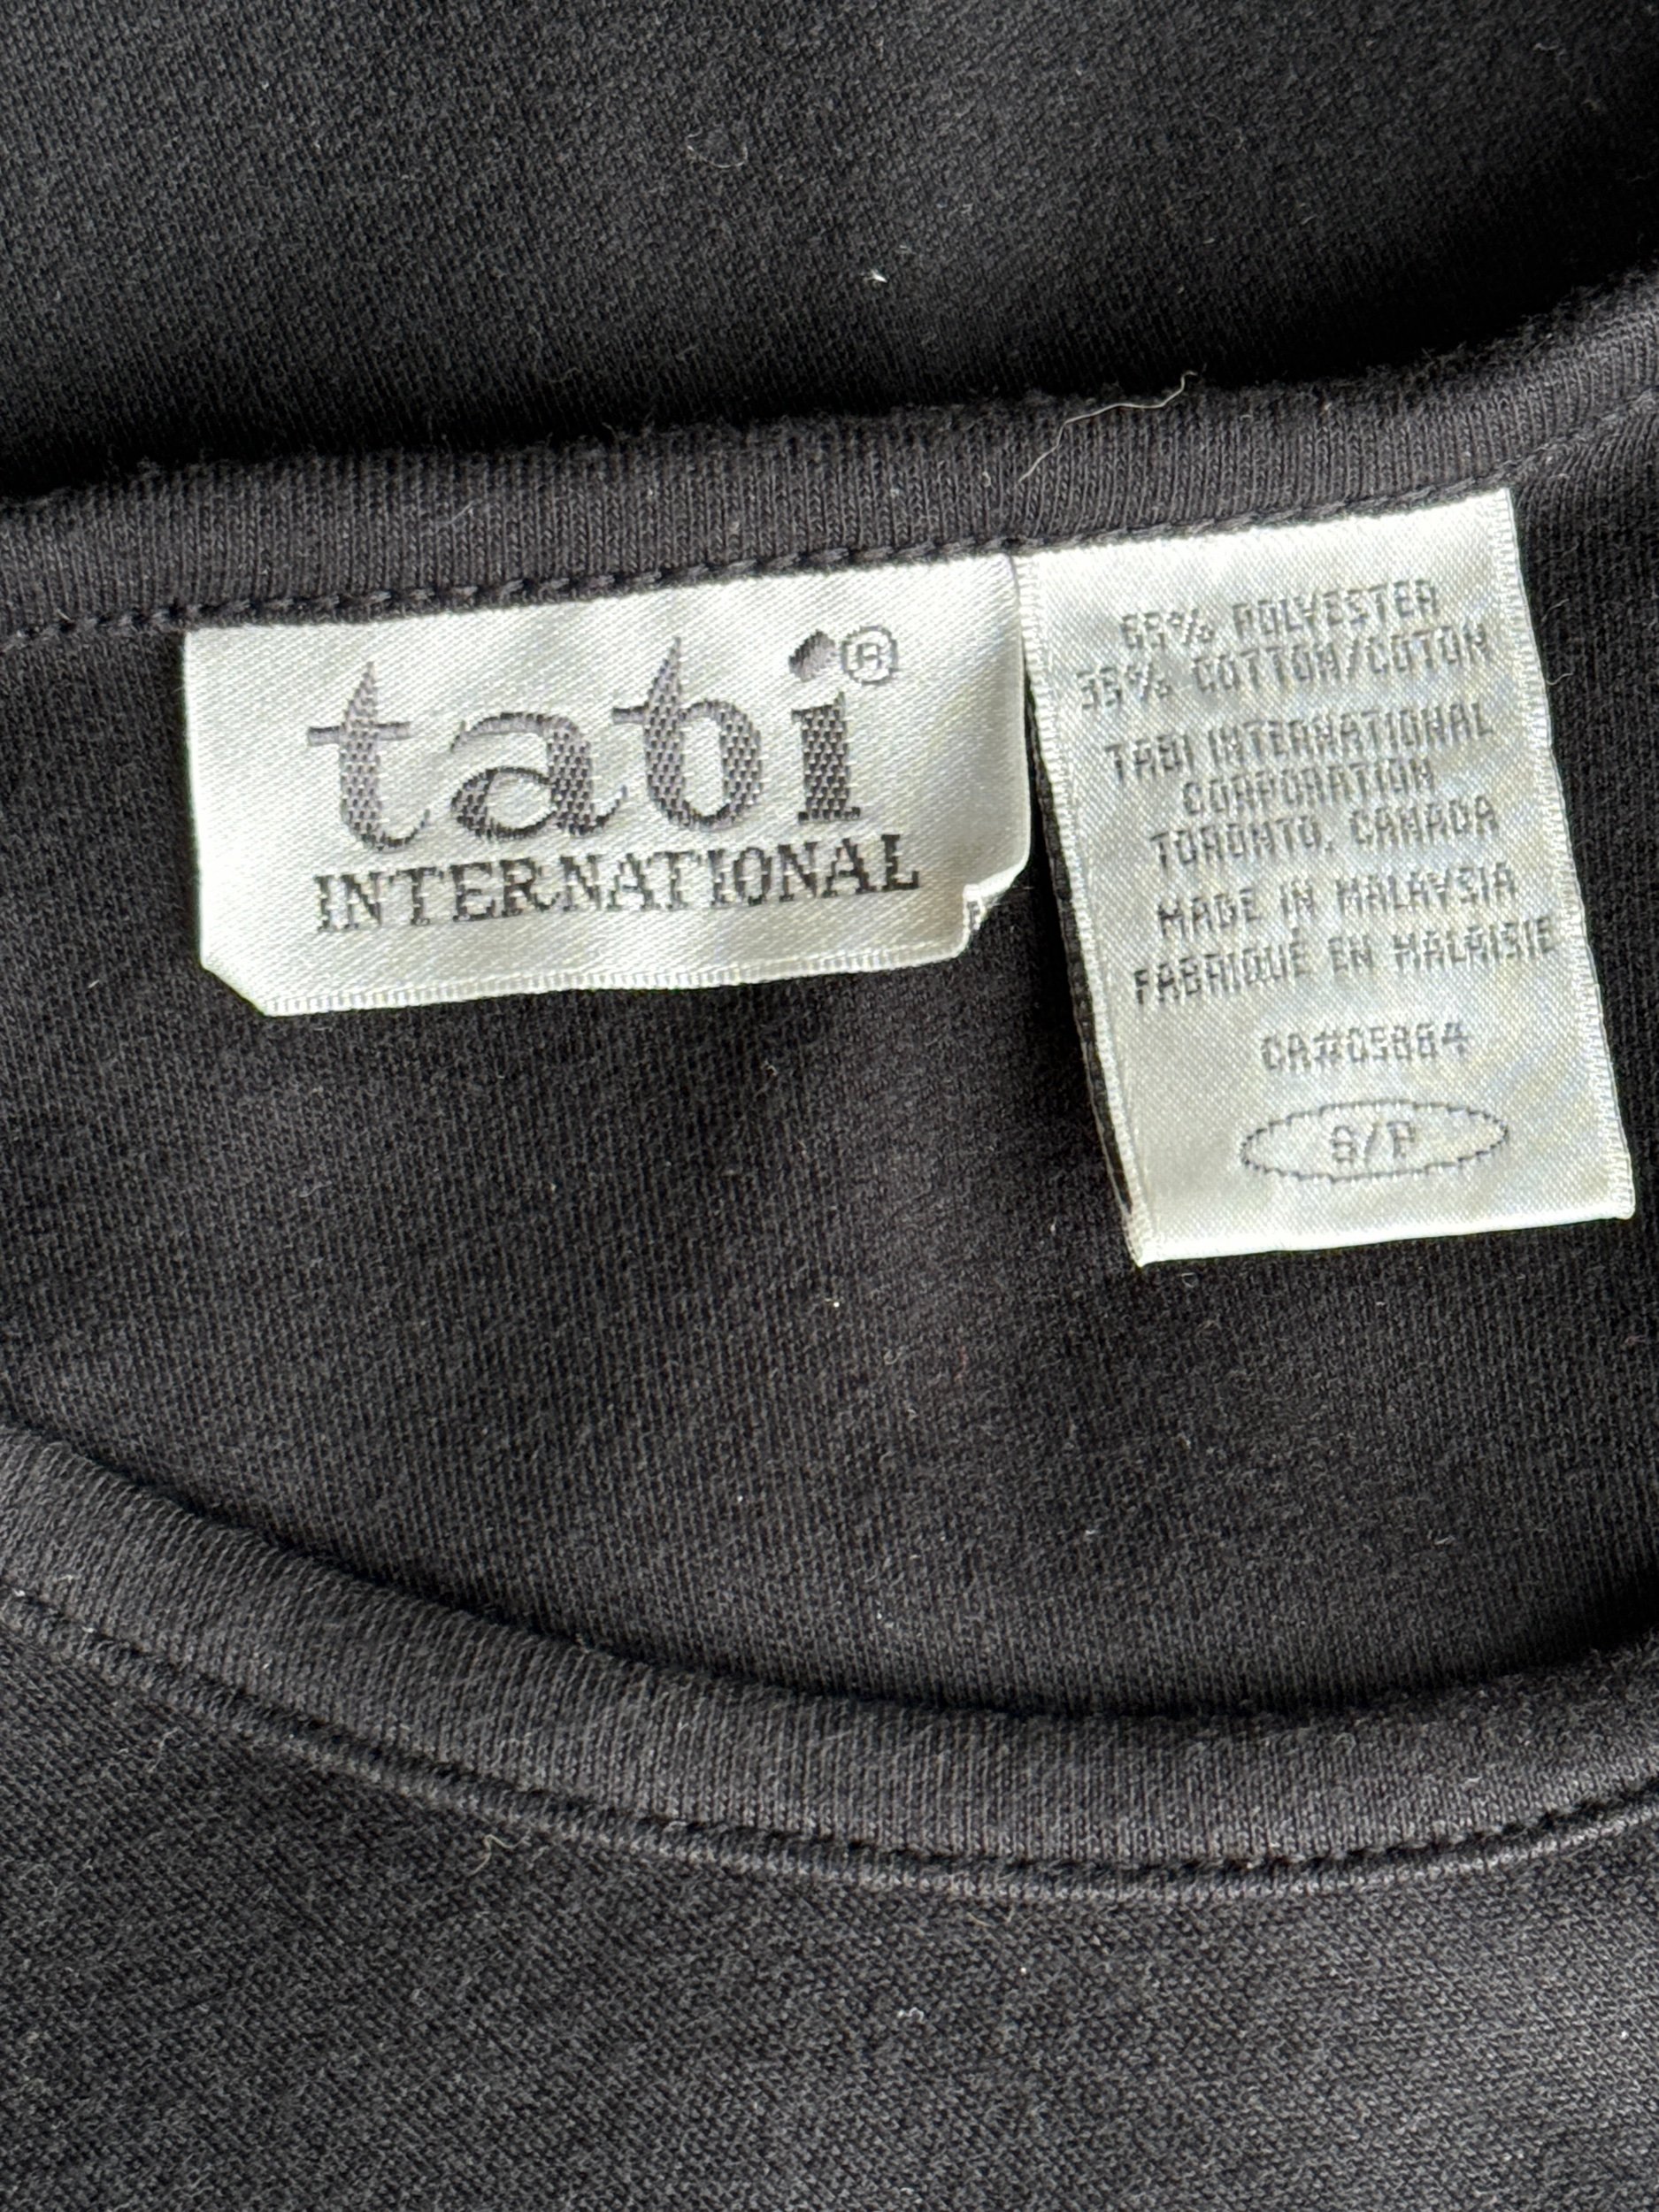 tabi®
INTERNATIONAL
65% POLYESTER
35% COTTON/COTON
TABI INTERNATIONAL
CORPORATION
TORONTO, CANADA
MADE IN MALAYSIA
FABRIQUÉ EN MALAISIE
CA#05884
S/P